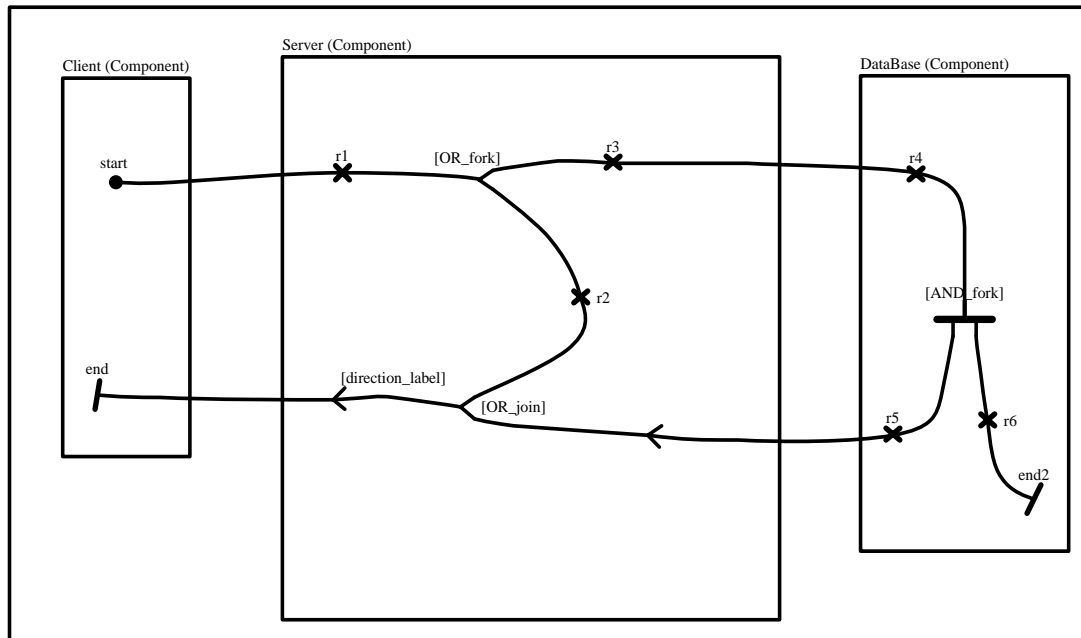 Server (Component)
Client (Component)
DataBase (Component)
start
r1
[OR_fork]
r3
r4
r2
[AND_fork]
end
[direction_label]
[OR_join]
r5
r6
end2